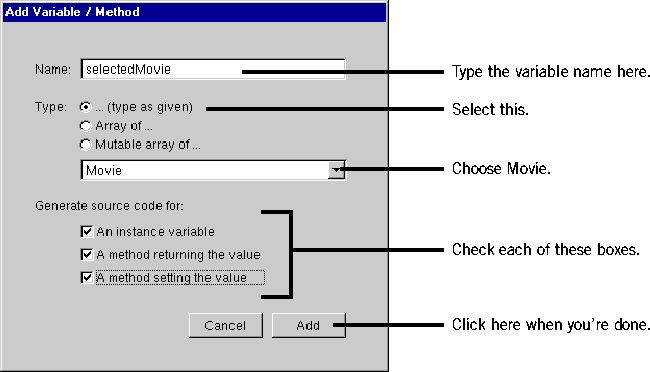 Add Variable / Method
Name: selectedMovie
Type the variable name here.
Type: ... (type as given)
Select this.
Array of ...
Mutable array of ...
Movie
Choose Movie.
Generate source code for:
An instance variable
A method returning the value
Check each of these boxes.
A method setting the value
Cancel Add
Click here when you're done.